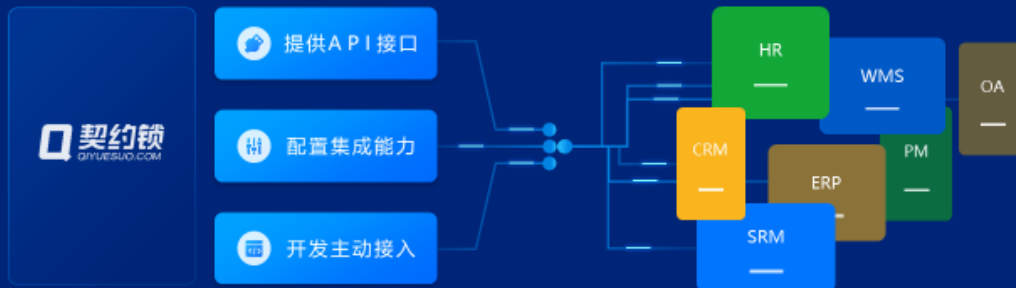 契约锁
QIYUESUO.COM
提供API接口
配置集成能力
开发主动接入
HR
WMS
OA
CRM
PM
ERP
SRM